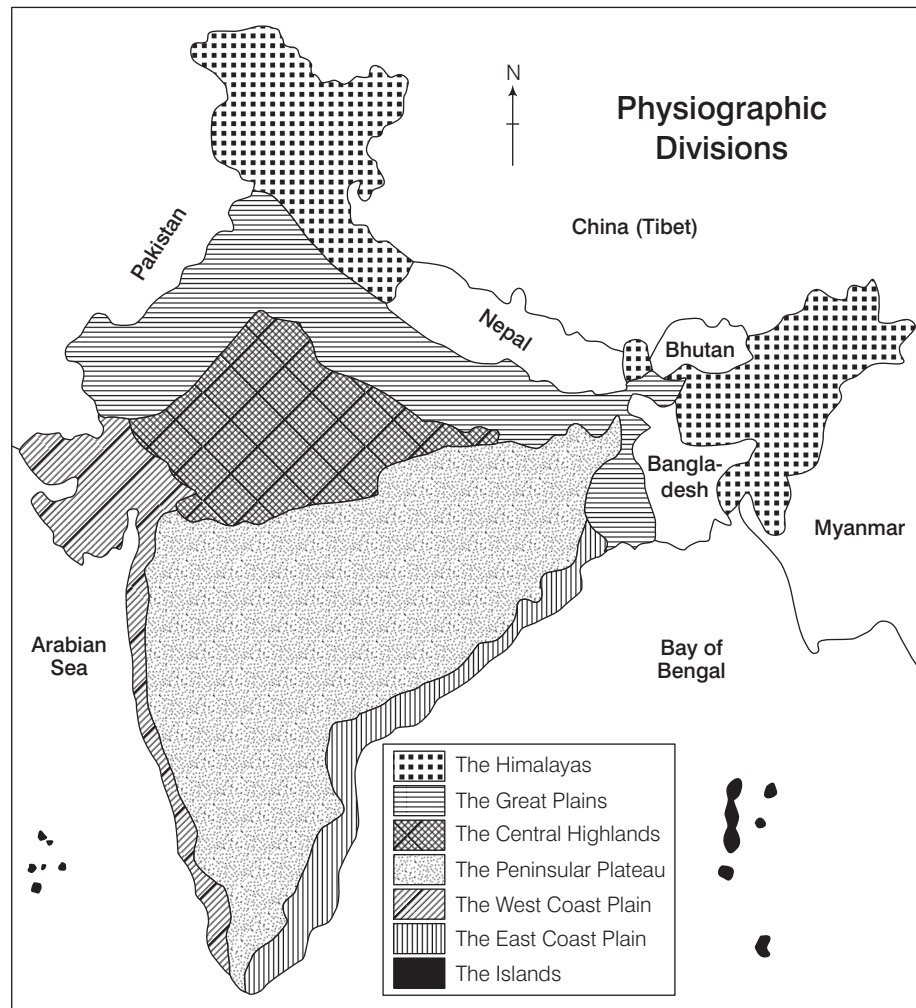 N
Physiographic
Divisions
China (Tibet)
Pakistan
Nepal
Bhutan
Bangla-
desh
Myanmar
Arabian
Sea
Bay of
Bengal
The Himalayas
The Great Plains
The Central Highlands
The Peninsular Plateau
The West Coast Plain
The East Coast Plain
The Islands